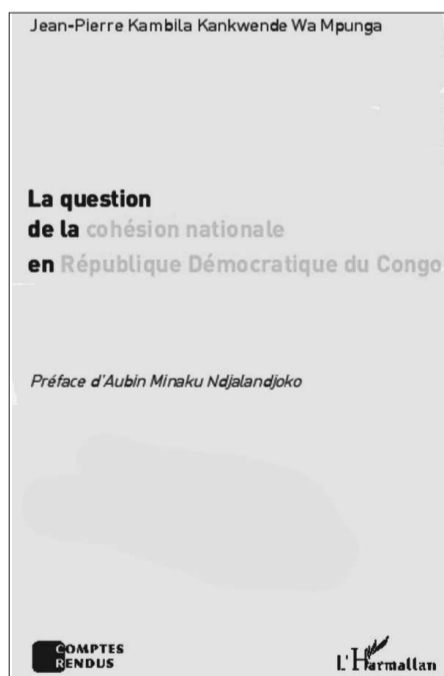 Jean-Pierre Kambila Kankwende Wa Mpunga
La question
de la cohésion nationale
en République Démocratique du Congo
Préface d'Aubin Minaku Ndjalandjoko
COMPTES
RENDUS
L'Harmattan